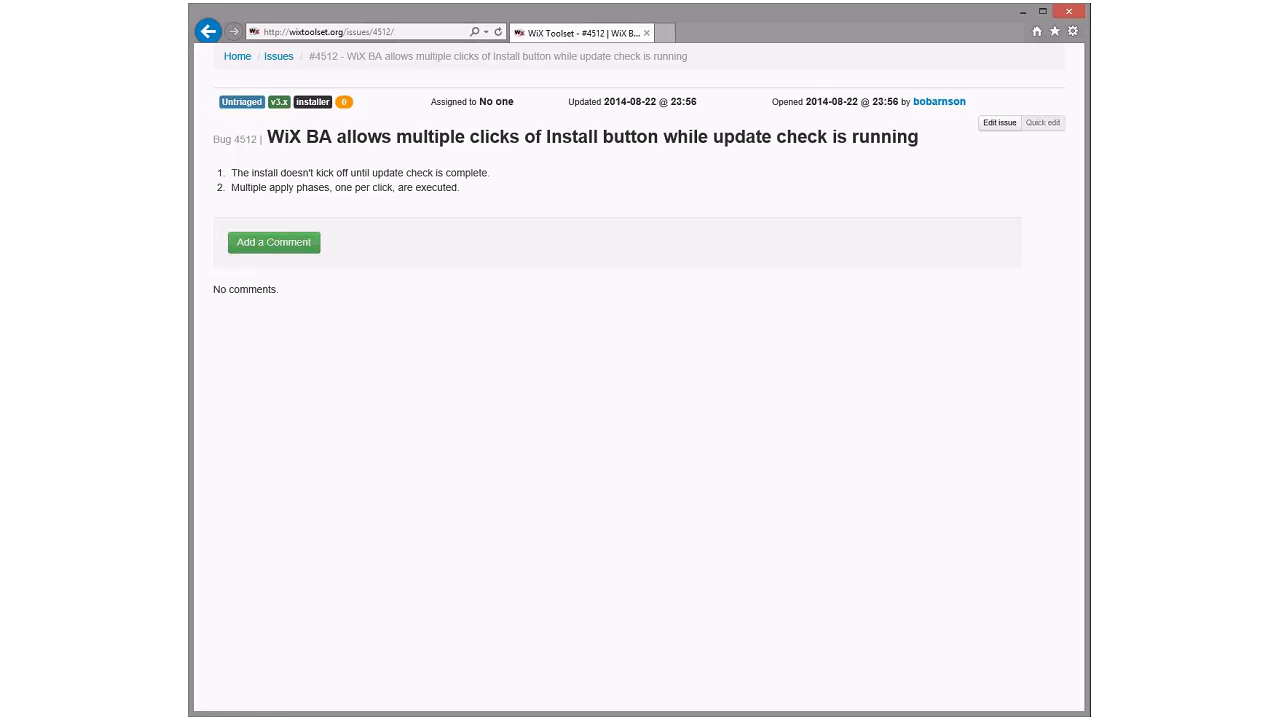 http://wixtoolset.org/issues/4512/
WiX Toolset - #4512 | WiX B...
Home / Issues / #4512 - WiX BA allows multiple clicks of Install button while update check is running
Untriaged v3.x installer 0 Assigned to No one Updated 2014-08-22 @ 23:56 Opened 2014-08-22 @ 23:56 by bobarnson
Edit issue Quick edit
Bug 4512 | WiX BA allows multiple clicks of Install button while update check is running
1. The install doesn't kick off until update check is complete.
2. Multiple apply phases, one per click, are executed.
Add a Comment
No comments.